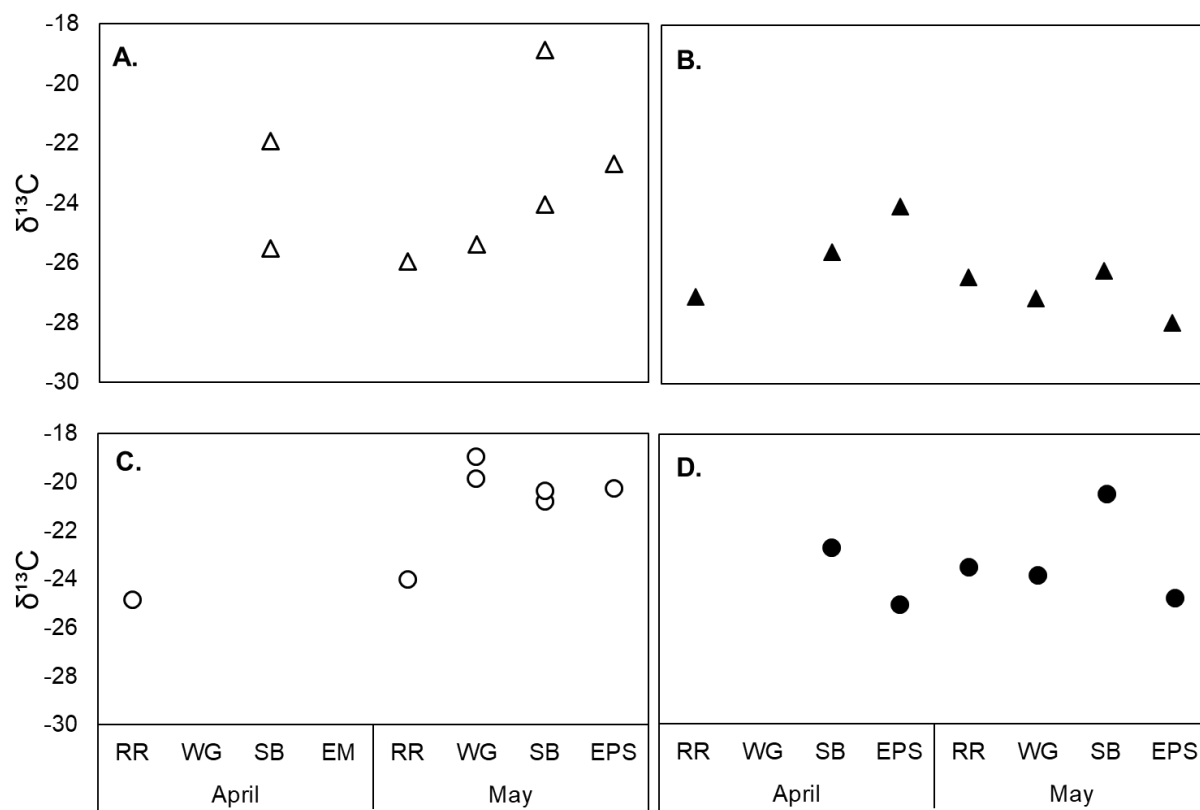 A.
B.
-18
-20
-22
-24
-26
-28
-30
δ¹³C
C.
D.
-18
-20
-22
-24
-26
-28
-30
δ¹³C
RR WG SB EM RR WG SB EPS RR WG SB EPS RR WG SB EPS
April May April May